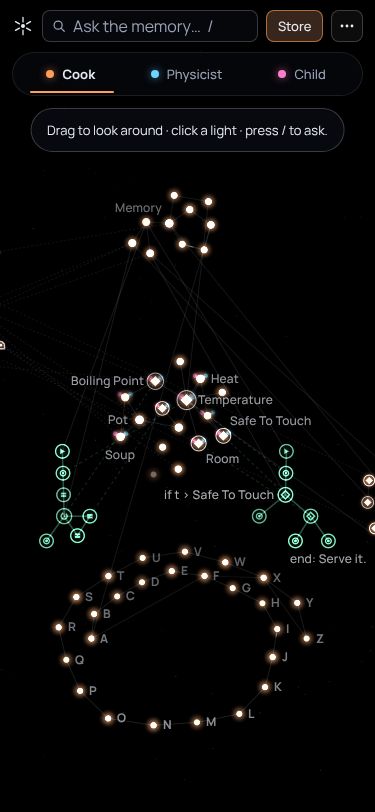 Ask the memory... /
Store
Cook
Physicist
Child
Drag to look around · click a light · press / to ask.
Memory
Boiling Point
Heat
Temperature
Pot
Safe To Touch
Soup
Room
if t > Safe To Touch
end: Serve it.
U
V
W
T
D
E
F
X
S
C
G
B
H
Y
R
A
I
Z
Q
J
P
K
O
N
M
L